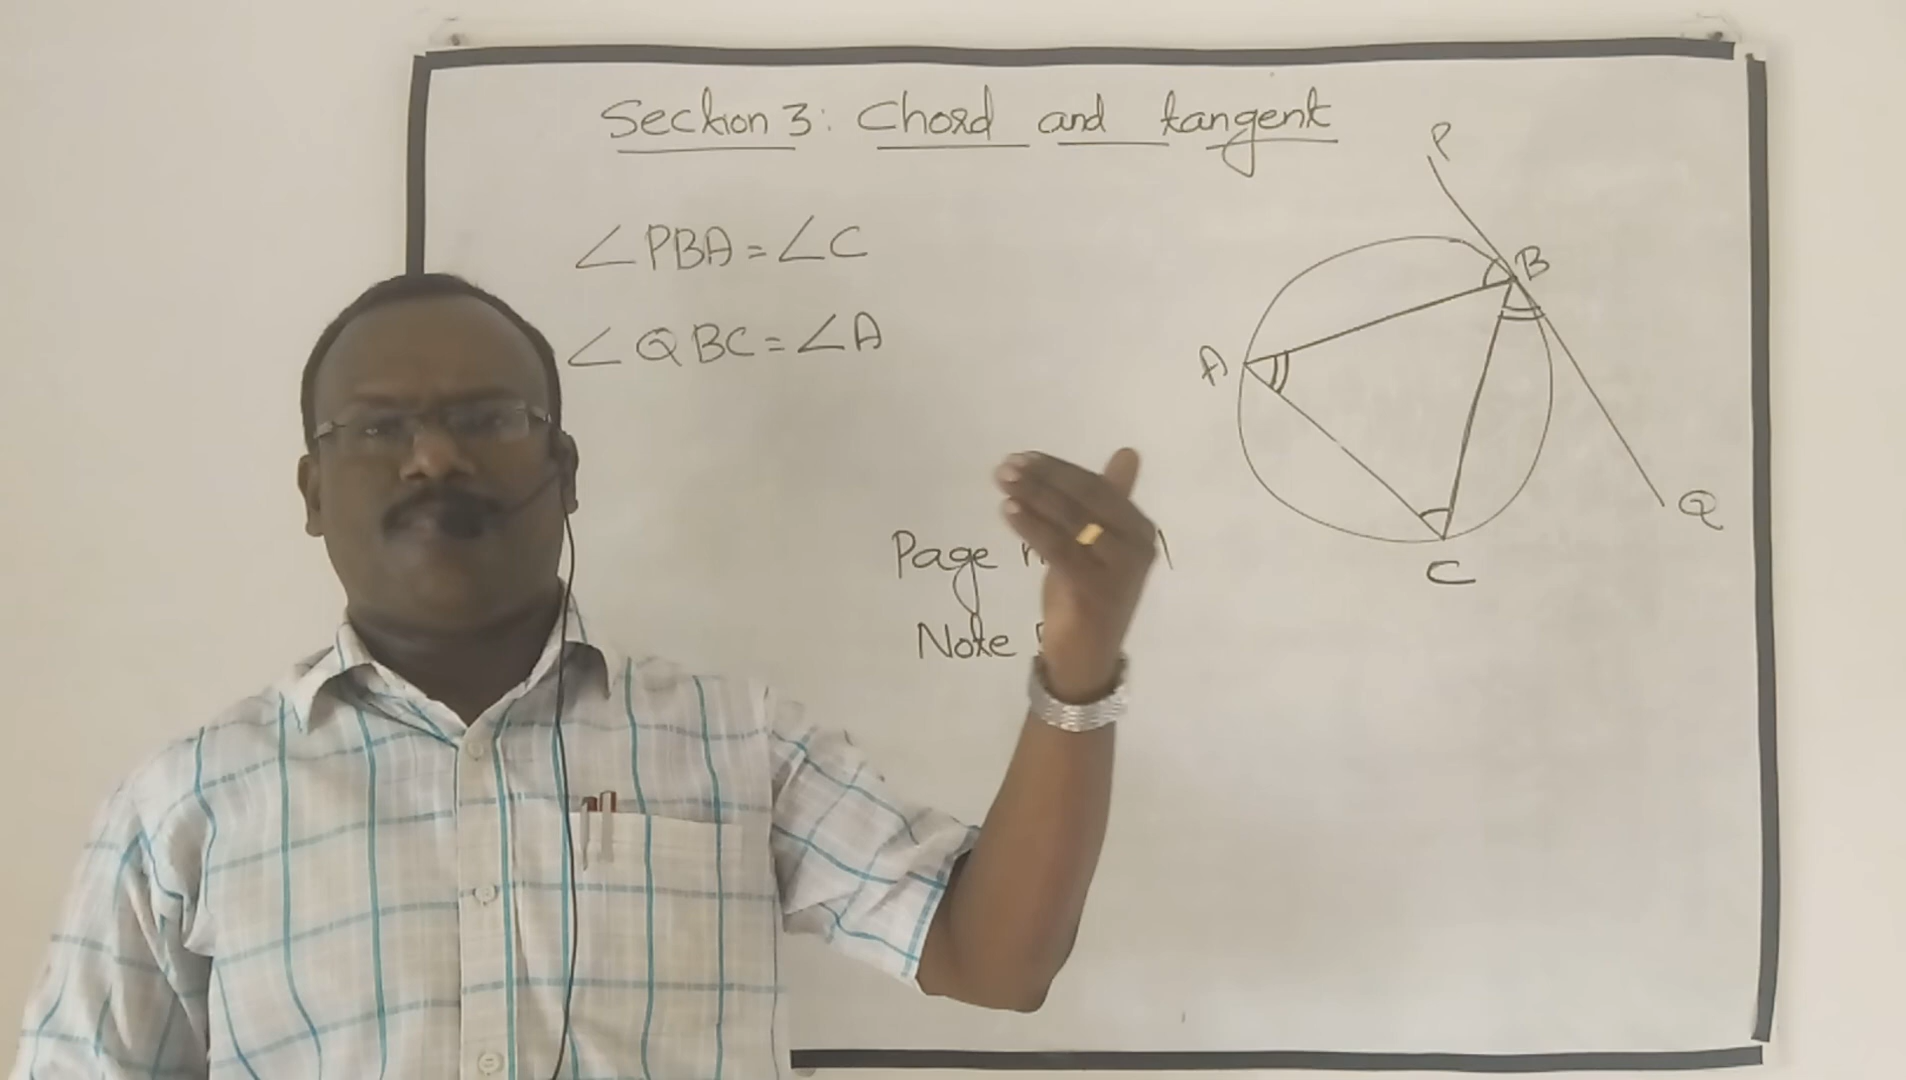 Section 3: Chord and tangent
∠PBA=∠C
∠QBC=∠A
P
B
A
Q
C
Page
Note